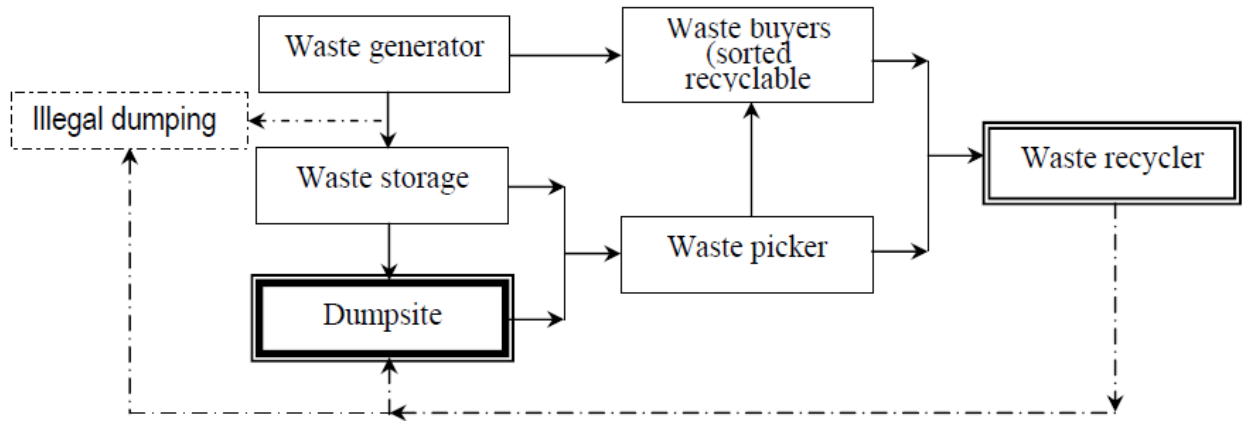 Waste generator
Waste buyers
(sorted
recyclable
Illegal dumping
Waste storage
Waste recycler
Waste picker
Dumpsite